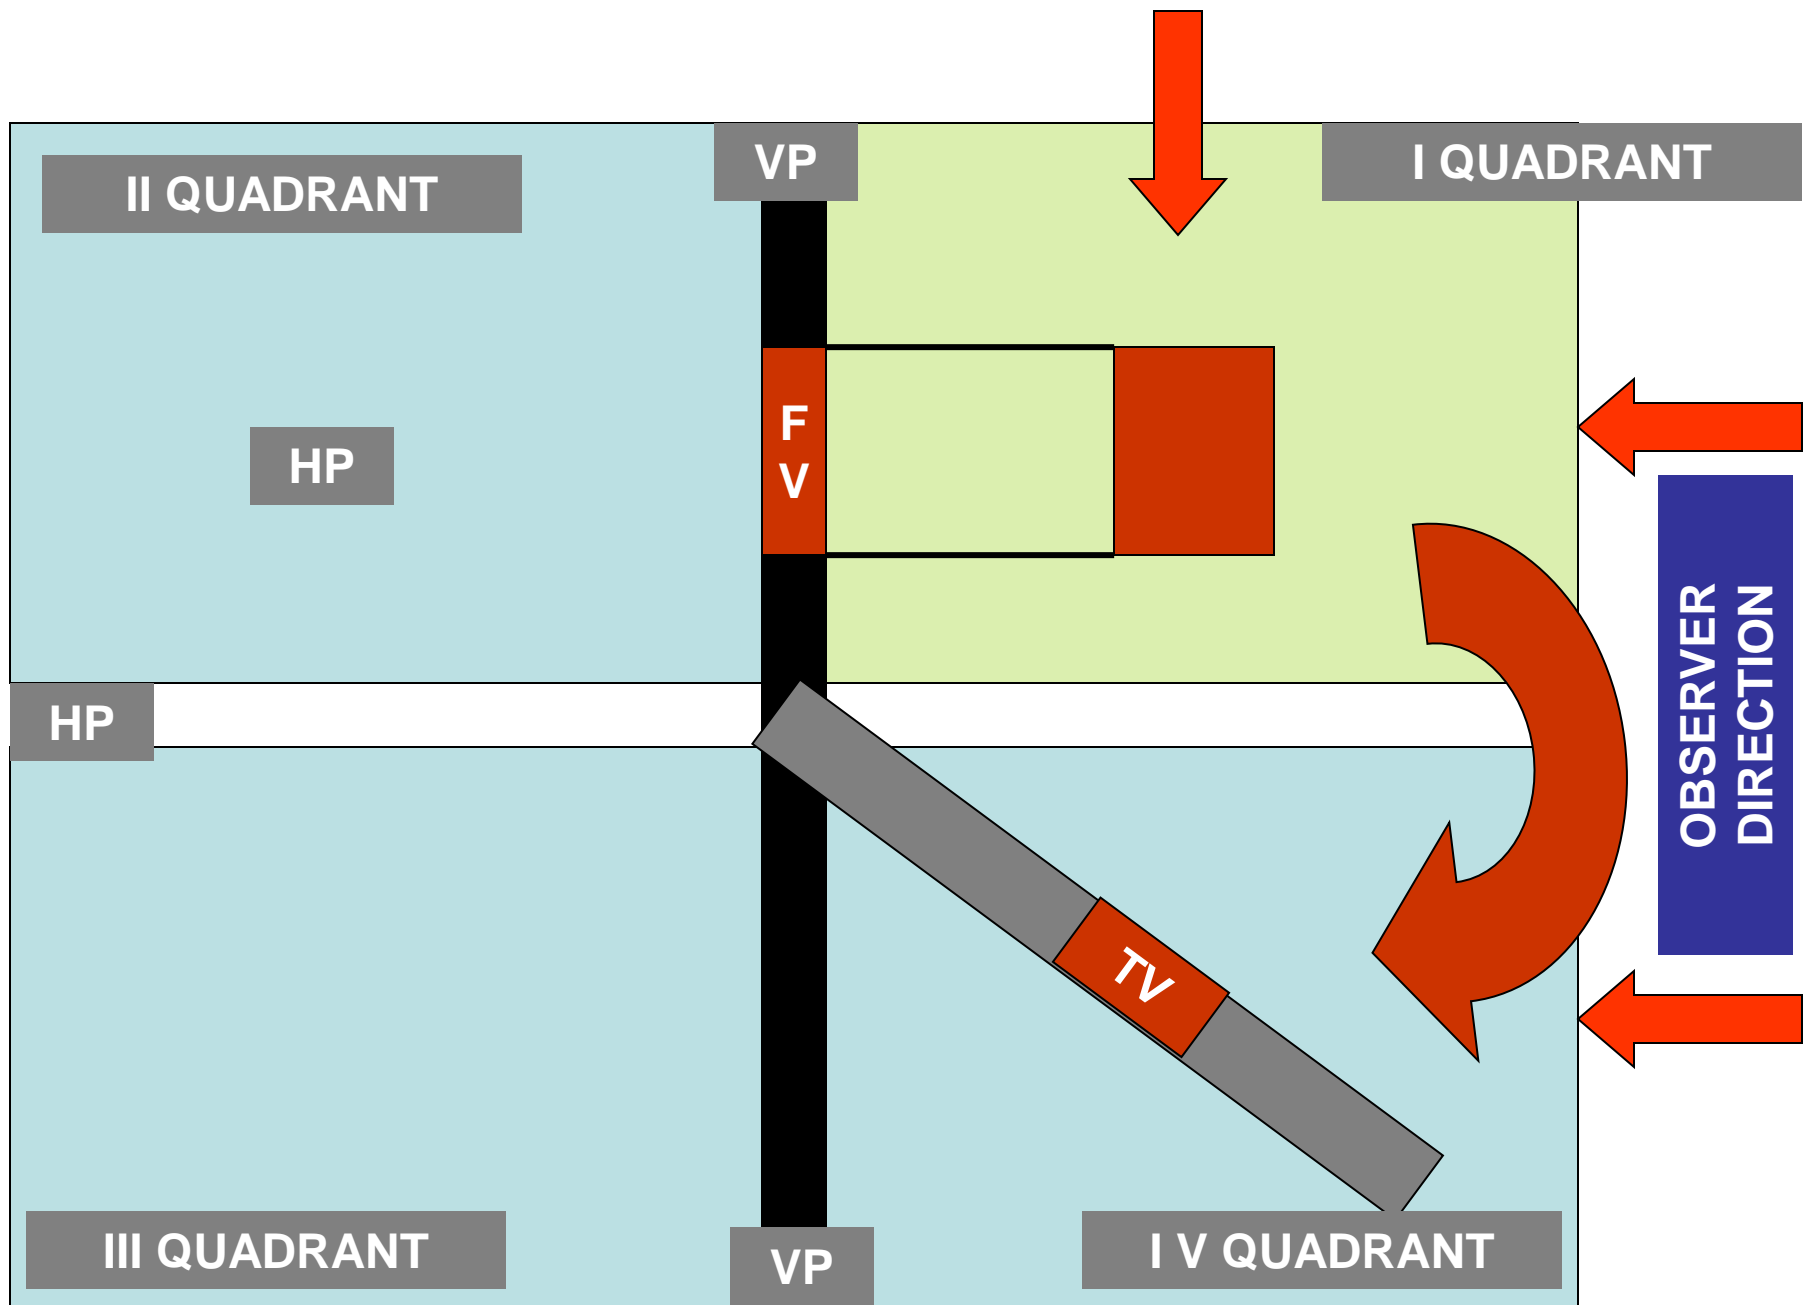 VP
I QUADRANT
II QUADRANT
F
V
HP
OBSERVER
DIRECTION
HP
TV
III QUADRANT
VP
I V QUADRANT